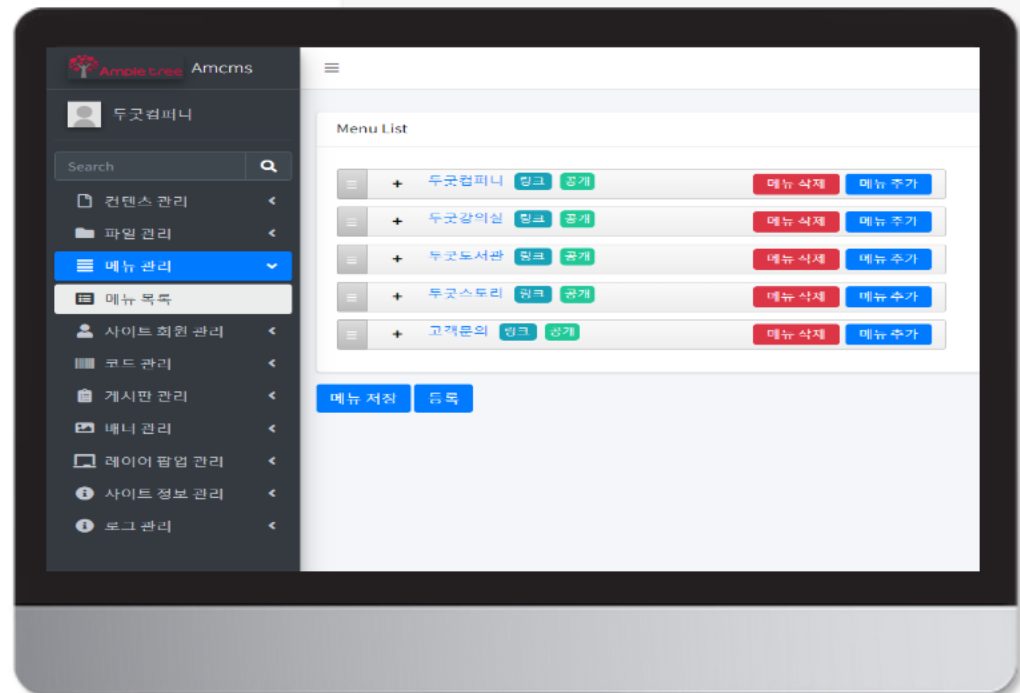 Ampletree Amcms
두굿컴퍼니
Search
컨텐스 관리
파일 관리
메뉴 관리
메뉴 목록
사이트 회원 관리
코드 관리
게시판 관리
배너 관리
레이어 팝업 관리
사이트 정보 관리
로그 관리
Menu List
두굿컴퍼니 링크 공개 메뉴 삭제 메뉴 추가
두굿강의실 링크 공개 메뉴 삭제 메뉴 추가
두굿도서관 링크 공개 메뉴 삭제 메뉴 추가
두굿스토리 링크 공개 메뉴 삭제 메뉴 추가
고객문의 링크 공개 메뉴 삭제 메뉴 추가
메뉴 저장 등록